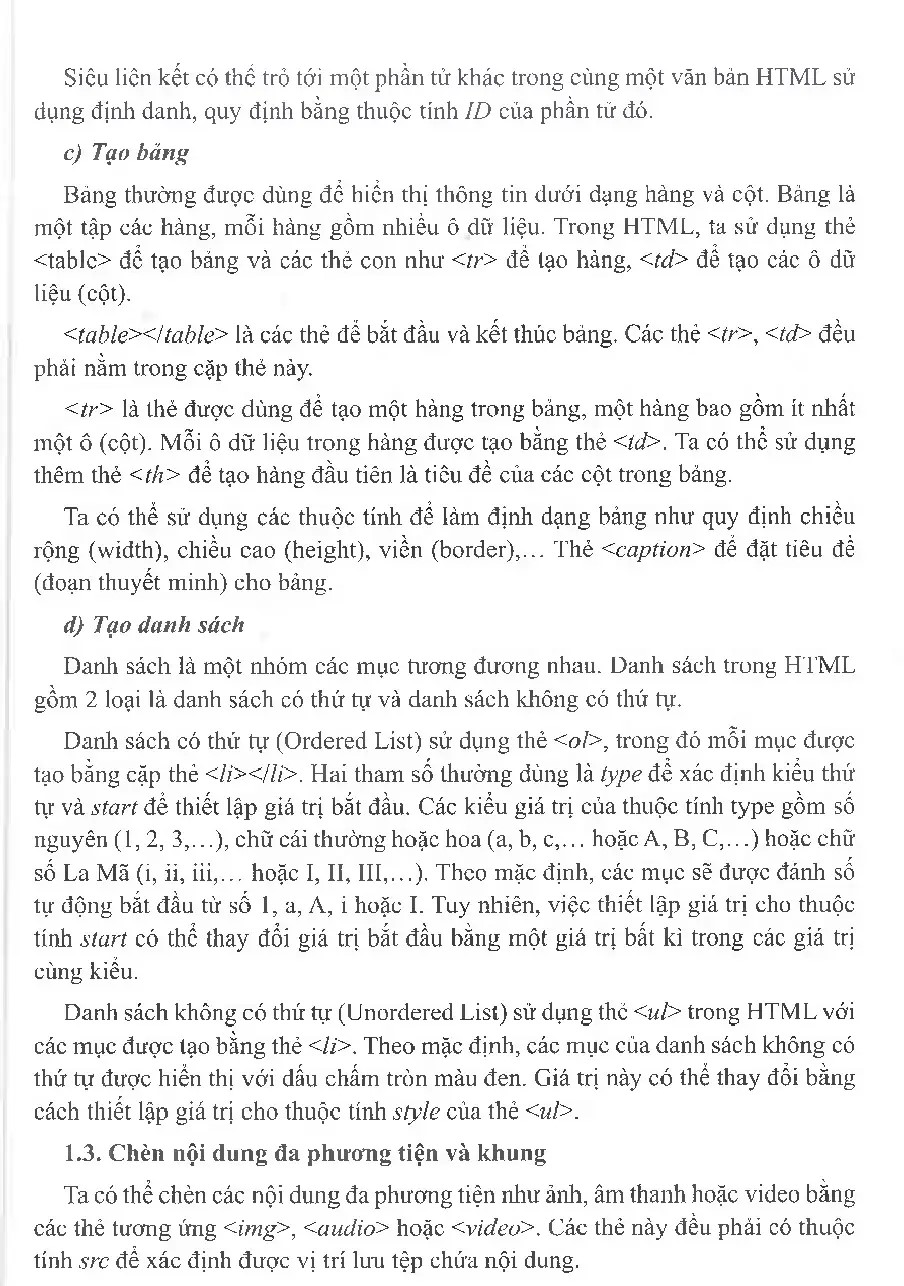 Siêu liên kết có thể trỏ tới một phần tử khác trong cùng một văn bản HTML sử
dụng định danh, quy định bằng thuộc tính ID của phần tử đó.
c) Tạo bảng
Bảng thường được dùng để hiển thị thông tin dưới dạng hàng và cột. Bảng là
một tập các hàng, mỗi hàng gồm nhiều ô dữ liệu. Trong HTML, ta sử dụng thẻ
<table> để tạo bảng và các thẻ con như <tr> để tạo hàng, <td> để tạo các ô dữ
liệu (cột).
<table></table> là các thẻ để bắt đầu và kết thúc bảng. Các thẻ <tr>, <td> đều
phải nằm trong cặp thẻ này.
<tr> là thẻ được dùng để tạo một hàng trong bảng, một hàng bao gồm ít nhất
một ô (cột). Mỗi ô dữ liệu trong hàng được tạo bằng thẻ <td>. Ta có thể sử dụng
thêm thẻ <th> để tạo hàng đầu tiên là tiêu đề của các cột trong bảng.
Ta có thể sử dụng các thuộc tính để làm định dạng bảng như quy định chiều
rộng (width), chiều cao (height), viền (border),... Thẻ <caption> để đặt tiêu đề
(đoạn thuyết minh) cho bảng.
d) Tạo danh sách
Danh sách là một nhóm các mục tương đương nhau. Danh sách trong HTML
gồm 2 loại là danh sách có thứ tự và danh sách không có thứ tự.
Danh sách có thứ tự (Ordered List) sử dụng thẻ <ol>, trong đó mỗi mục được
tạo bằng cặp thẻ <li></li>. Hai tham số thường dùng là type để xác định kiểu thứ
tự và start để thiết lập giá trị bắt đầu. Các kiểu giá trị của thuộc tính type gồm số
nguyên (1, 2, 3,...), chữ cái thường hoặc hoa (a, b, c,... hoặc A, B, C,...) hoặc chữ
số La Mã (i, ii, iii,... hoặc I, II, III,...). Theo mặc định, các mục sẽ được đánh số
tự động bắt đầu từ số 1, a, A, i hoặc I. Tuy nhiên, việc thiết lập giá trị cho thuộc
tính start có thể thay đổi giá trị bắt đầu bằng một giá trị bất kì trong các giá trị
cùng kiểu.
Danh sách không có thứ tự (Unordered List) sử dụng thẻ <ul> trong HTML với
các mục được tạo bằng thẻ <li>. Theo mặc định, các mục của danh sách không có
thứ tự được hiển thị với dấu chấm tròn màu đen. Giá trị này có thể thay đổi bằng
cách thiết lập giá trị cho thuộc tính style của thẻ <ul>.
1.3. Chèn nội dung đa phương tiện và khung
Ta có thể chèn các nội dung đa phương tiện như ảnh, âm thanh hoặc video bằng
các thẻ tương ứng <img>, <audio> hoặc <video>. Các thẻ này đều phải có thuộc
tính src để xác định được vị trí lưu tệp chứa nội dung.